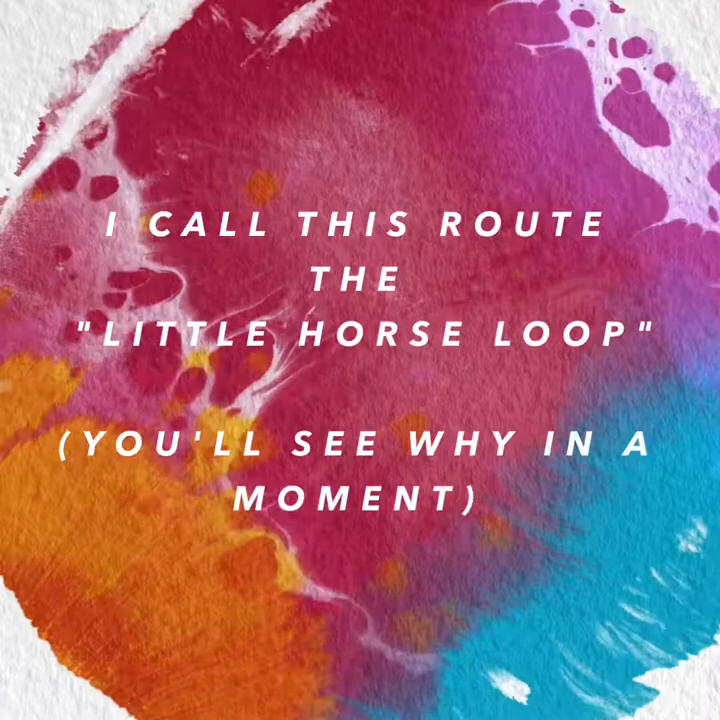 I CALL THIS ROUTE
THE
"LITTLE HORSE LOOP"
(YOU'LL SEE WHY IN A
MOMENT)